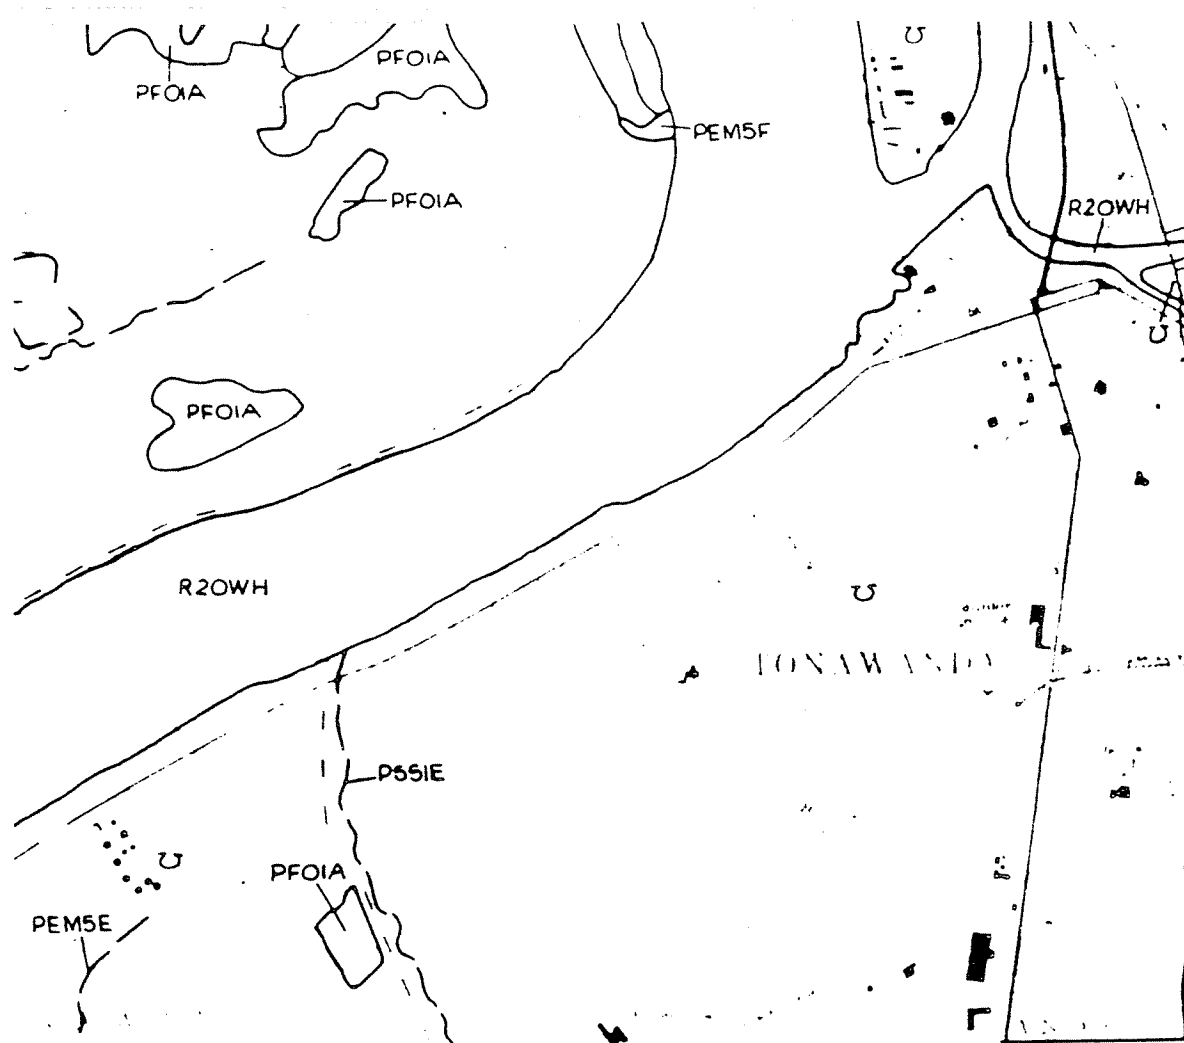 PFO1A
PFO1A
PEM5F
PFO1A
R2OWH
U
PFO1A
U
R2OWH
U
TONAWANDA
PSS1E
PFO1A
U
PEM5E